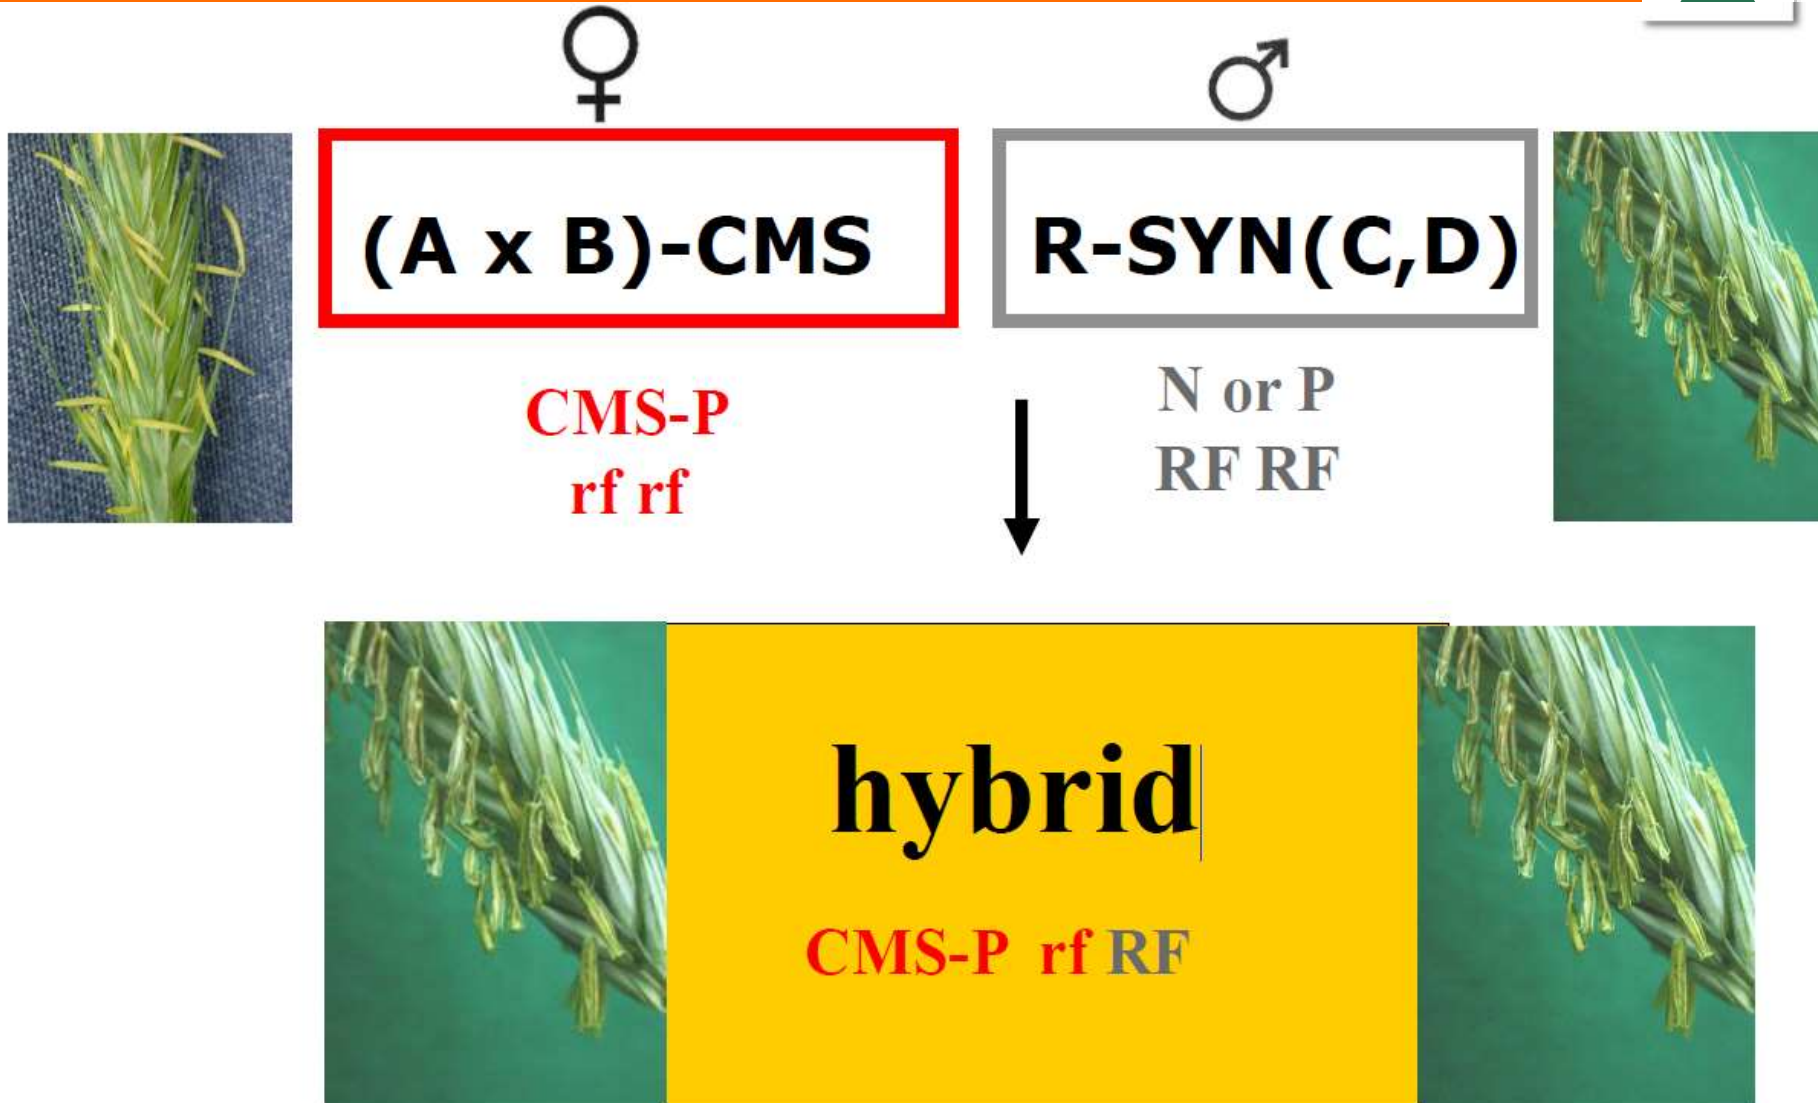 (A x B)-CMS
R-SYN(C,D)
CMS-P
rf rf
N or P
RF RF
hybrid
CMS-P rf RF